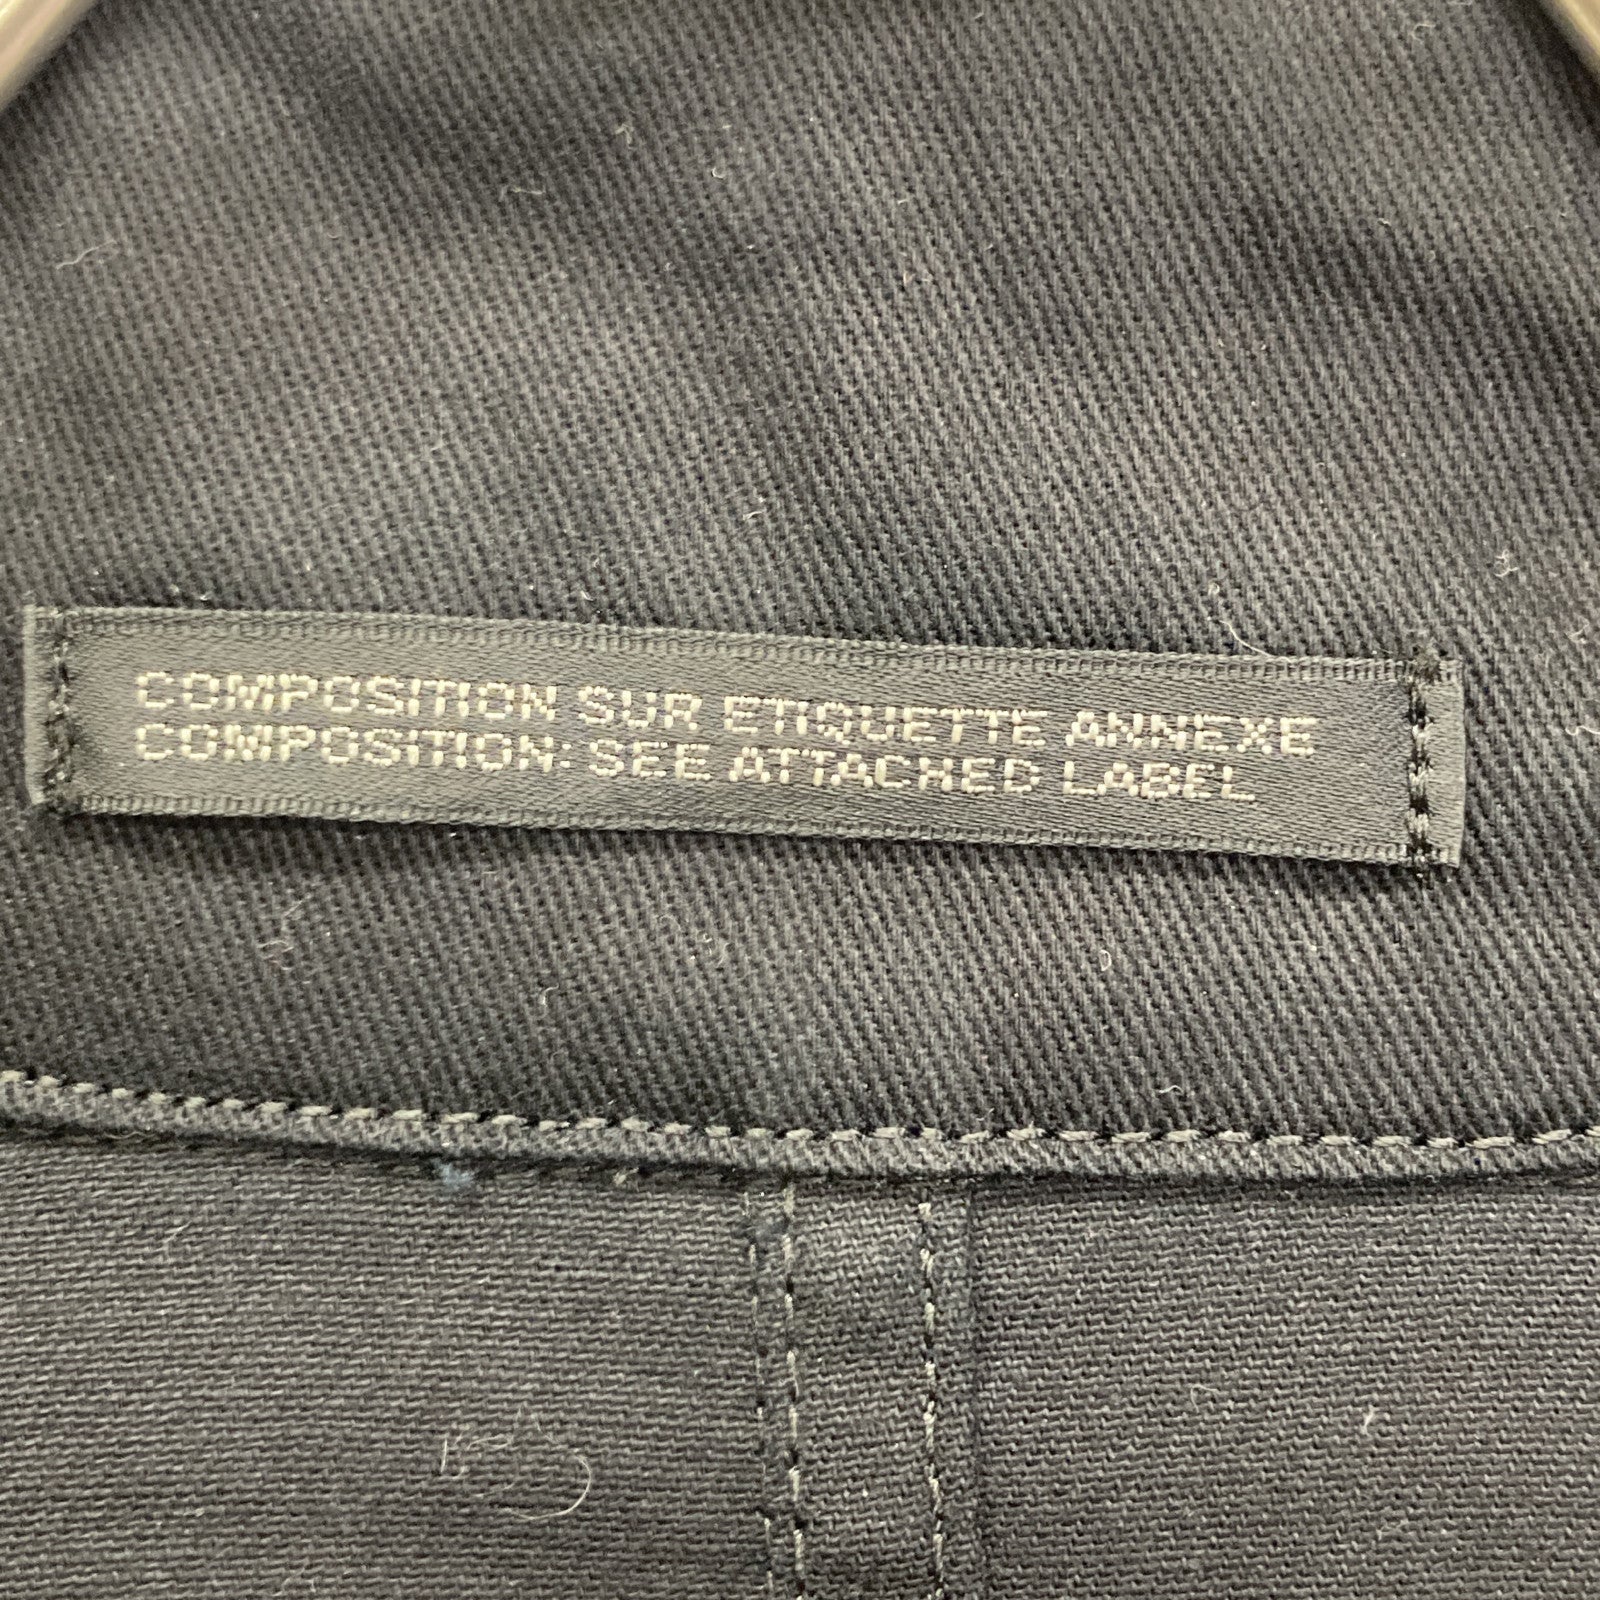 COMPOSITION SUR ETIQUETTE ANNEXE
COMPOSITION: SEE ATTACHED LABEL